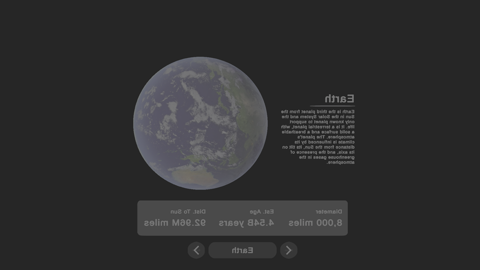 Earth
Earth is the third planet from the
Sun in the Solar System and the
only known planet to support
life. It is a terrestrial planet, with
a solid surface and a breathable
atmosphere. The planet's
climate is influenced by its
distance from the Sun, its tilt on
its axis, and the presence of
greenhouse gases in the
atmosphere.
Diameter
8,000 miles
Est. Age
4.54B years
Dist. To Sun
92.96M miles
Earth